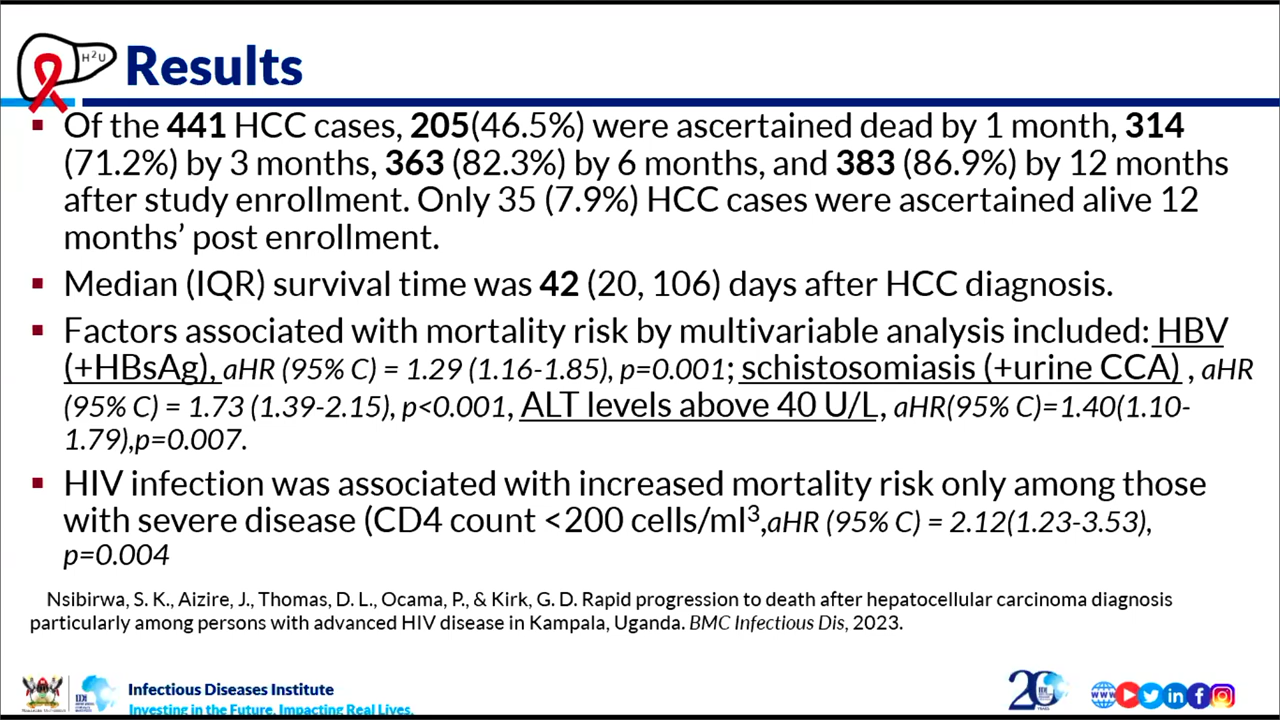 H²U
Results
▪ Of the 441 HCC cases, 205(46.5%) were ascertained dead by 1 month, 314
(71.2%) by 3 months, 363 (82.3%) by 6 months, and 383 (86.9%) by 12 months
after study enrollment. Only 35 (7.9%) HCC cases were ascertained alive 12
months’ post enrollment.
▪ Median (IQR) survival time was 42 (20, 106) days after HCC diagnosis.
▪ Factors associated with mortality risk by multivariable analysis included: HBV
(+HBsAg), aHR (95% C) = 1.29 (1.16-1.85), p=0.001; schistosomiasis (+urine CCA) , aHR
(95% C) = 1.73 (1.39-2.15), p<0.001, ALT levels above 40 U/L, aHR(95% C)=1.40(1.10-
1.79),p=0.007.
▪ HIV infection was associated with increased mortality risk only among those
with severe disease (CD4 count <200 cells/ml³,aHR (95% C) = 2.12(1.23-3.53),
p=0.004
Nsibirwa, S. K., Aizire, J., Thomas, D. L., Ocama, P., & Kirk, G. D. Rapid progression to death after hepatocellular carcinoma diagnosis
particularly among persons with advanced HIV disease in Kampala, Uganda. BMC Infectious Dis, 2023.
IDI
Infectious Diseases Institute
Investing in the Future. Impacting Real Lives.
20
YEARS
IDI